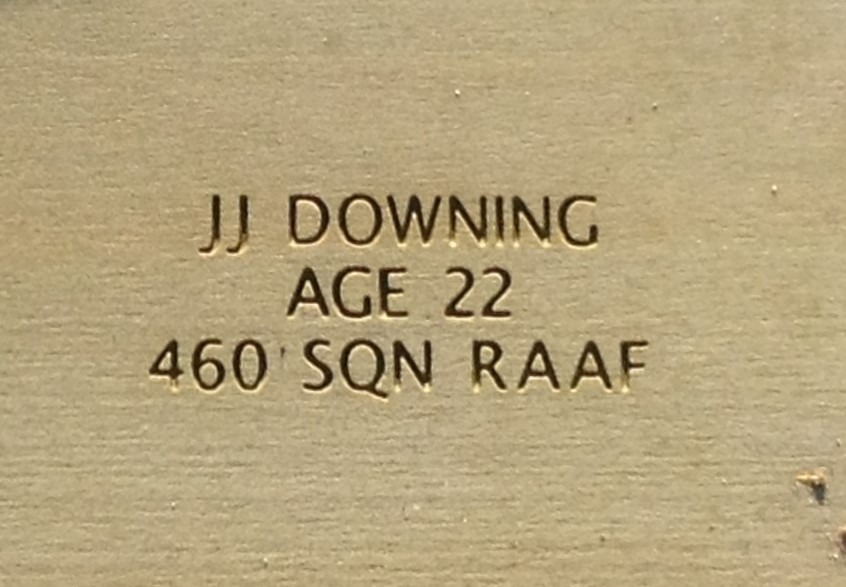 JJ DOWNING
AGE 22
460 SQN RAAF